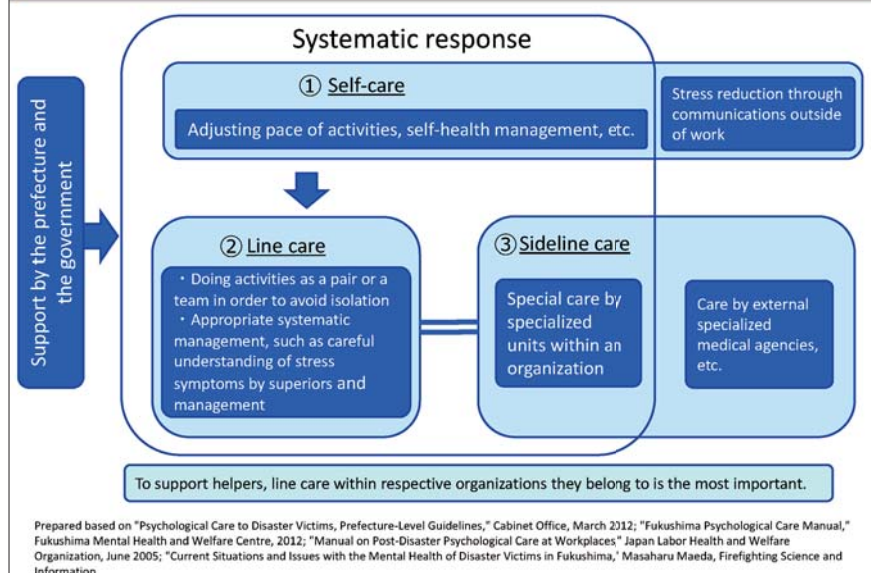 Systematic response
Support by the prefecture and
the government
① Self-care
Adjusting pace of activities, self-health management, etc.
Stress reduction through
communications outside
of work
② Line care
・Doing activities as a pair or a
team in order to avoid isolation
・Appropriate systematic
management, such as careful
understanding of stress
symptoms by superiors and
management
③ Sideline care
Special care by
specialized
units within an
organization
Care by external
specialized
medical agencies,
etc.
To support helpers, line care within respective organizations they belong to is the most important.
Prepared based on "Psychological Care to Disaster Victims, Prefecture-Level Guidelines," Cabinet Office, March 2012; "Fukushima Psychological Care Manual,"
Fukushima Mental Health and Welfare Centre, 2012; "Manual on Post-Disaster Psychological Care at Workplaces," Japan Labor Health and Welfare
Organization, June 2005; "Current Situations and Issues with the Mental Health of Disaster Victims in Fukushima,' Masaharu Maeda, Firefighting Science and
Information